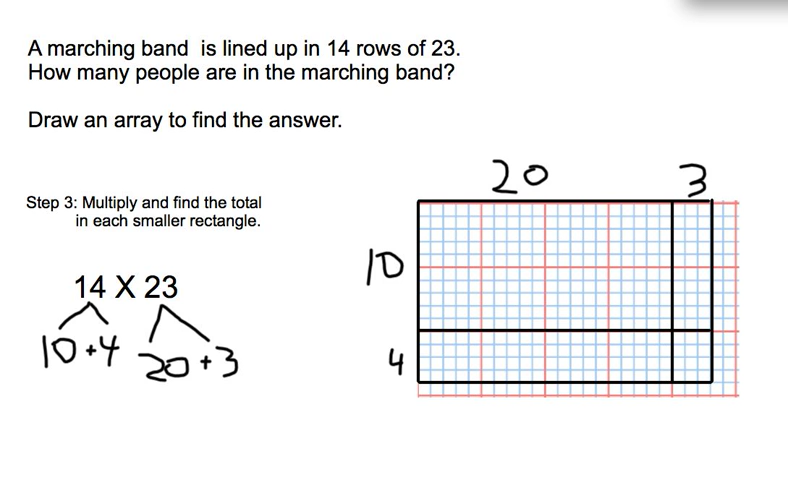 A marching band is lined up in 14 rows of 23.
How many people are in the marching band?
Draw an array to find the answer.
Step 3: Multiply and find the total
in each smaller rectangle.
14 X 23
10+4 20+3
20 3
10
4